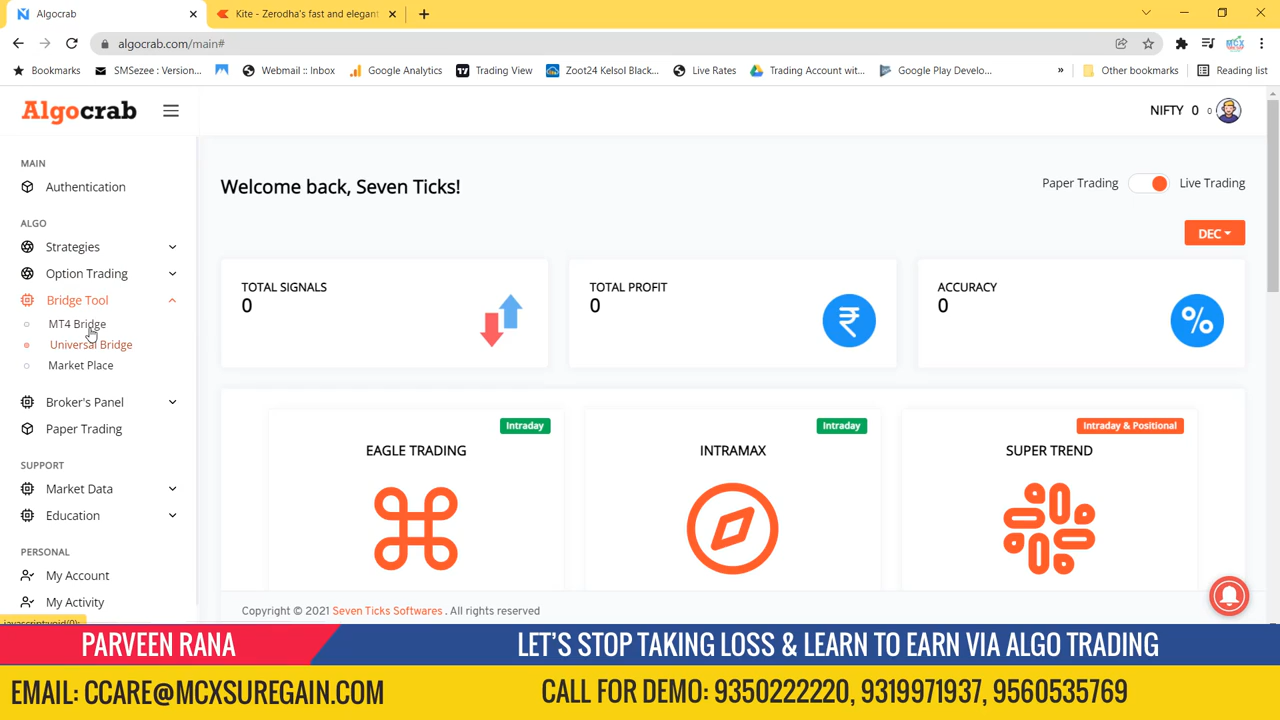 Algocrab
Kite - Zerodha's fast and elegant
algocrab.com/main#
Bookmarks
SMSezee : Version...
Webmail :: Inbox
Google Analytics
Trading View
Zoot24 Kelsol Black...
Live Rates
Trading Account wit...
Google Play Develo...
»
Other bookmarks
Reading list
Algocrab
NIFTY 0 0
MAIN
Authentication
ALGO
Strategies
Option Trading
Bridge Tool
MT4 Bridge
Universal Bridge
Market Place
Broker's Panel
Paper Trading
SUPPORT
Market Data
Education
PERSONAL
My Account
My Activity
javascript:void(0);
Welcome back, Seven Ticks!
Paper Trading
Live Trading
DEC
TOTAL SIGNALS
0
TOTAL PROFIT
0
₹
ACCURACY
0
%
Intraday
EAGLE TRADING
Intraday
INTRAMAX
Intraday & Positional
SUPER TREND
Copyright © 2021 Seven Ticks Softwares . All rights reserved
PARVEEN RANA
LET'S STOP TAKING LOSS & LEARN TO EARN VIA ALGO TRADING
EMAIL: CCARE@MCXSUREGAIN.COM
CALL FOR DEMO: 9350222220, 9319971937, 9560535769